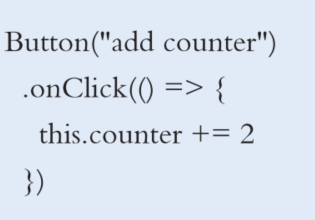 Button("add counter")
.onClick(() => {
this.counter += 2
})